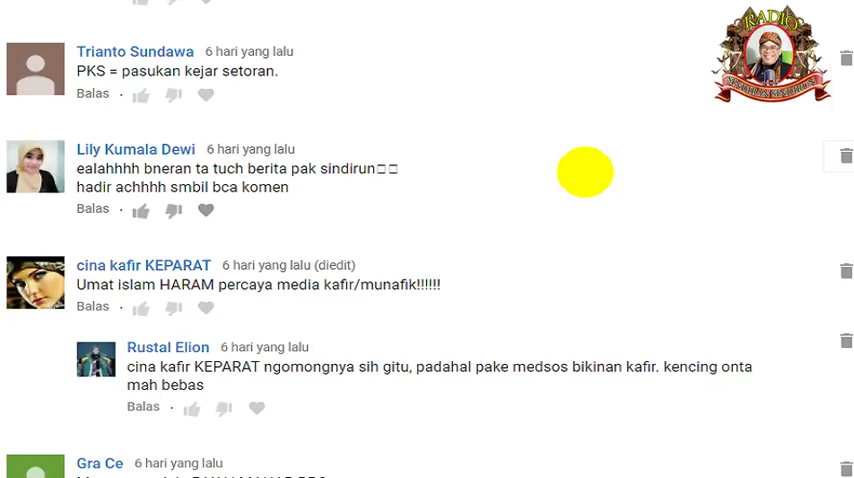 RADIO
Trianto Sundawa 6 hari yang lalu
PKS = pasukan kejar setoran.
Balas
Lily Kumala Dewi 6 hari yang lalu
ealahhhh bneran ta tuch berita pak sindirun
hadir achhhh smbil bca komen
Balas
cina kafir KEPARAT 6 hari yang lalu (diedit)
Umat islam HARAM percaya media kafir/munafik!!!!!!
Balas
Rustal Elion 6 hari yang lalu
cina kafir KEPARAT ngomongnya sih gitu, padahal pake medsos bikinan kafir. kencing onta
mah bebas
Balas
Gra Ce 6 hari yang lalu